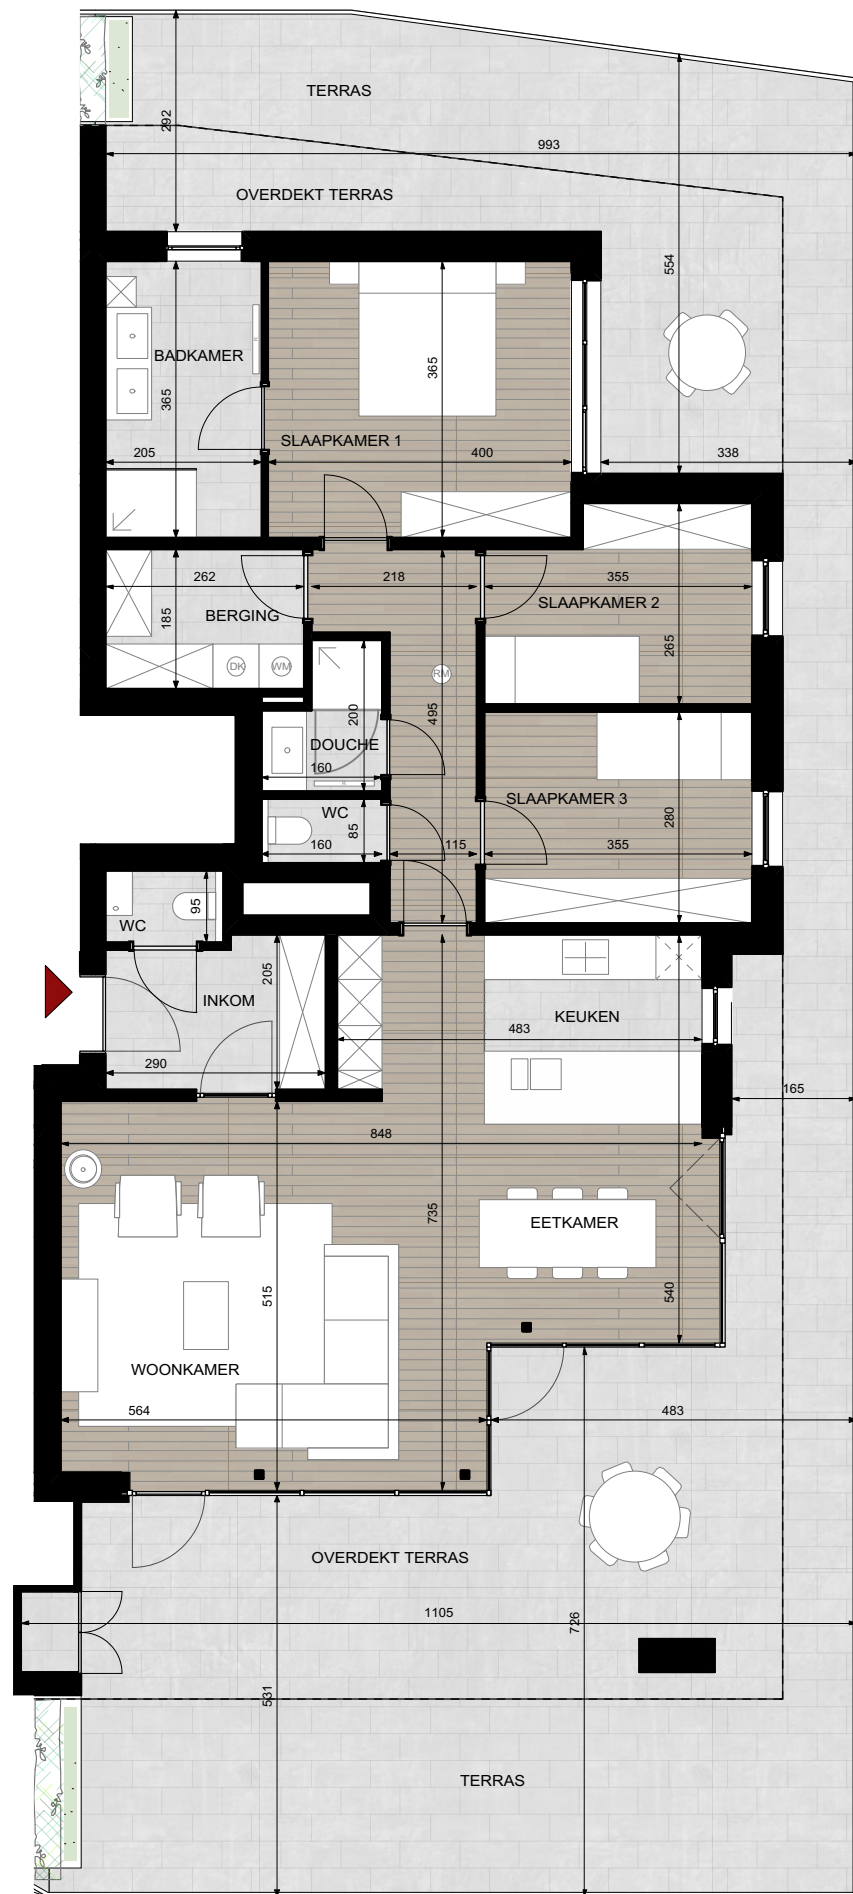 TERRAS
292
993
OVERDEKT TERRAS
554
BADKAMER
365
365
SLAAPKAMER 1
205
400
338
262
218
355
BERGING
185
SLAAPKAMER 2
265
DK
WM
RM
200
495
DOUCHE
160
SLAAPKAMER 3
280
WC
85
160
115
355
95
WC
205
INKOM
KEUKEN
483
290
165
848
735
EETKAMER
515
540
WOONKAMER
564
483
OVERDEKT TERRAS
1105
726
531
TERRAS